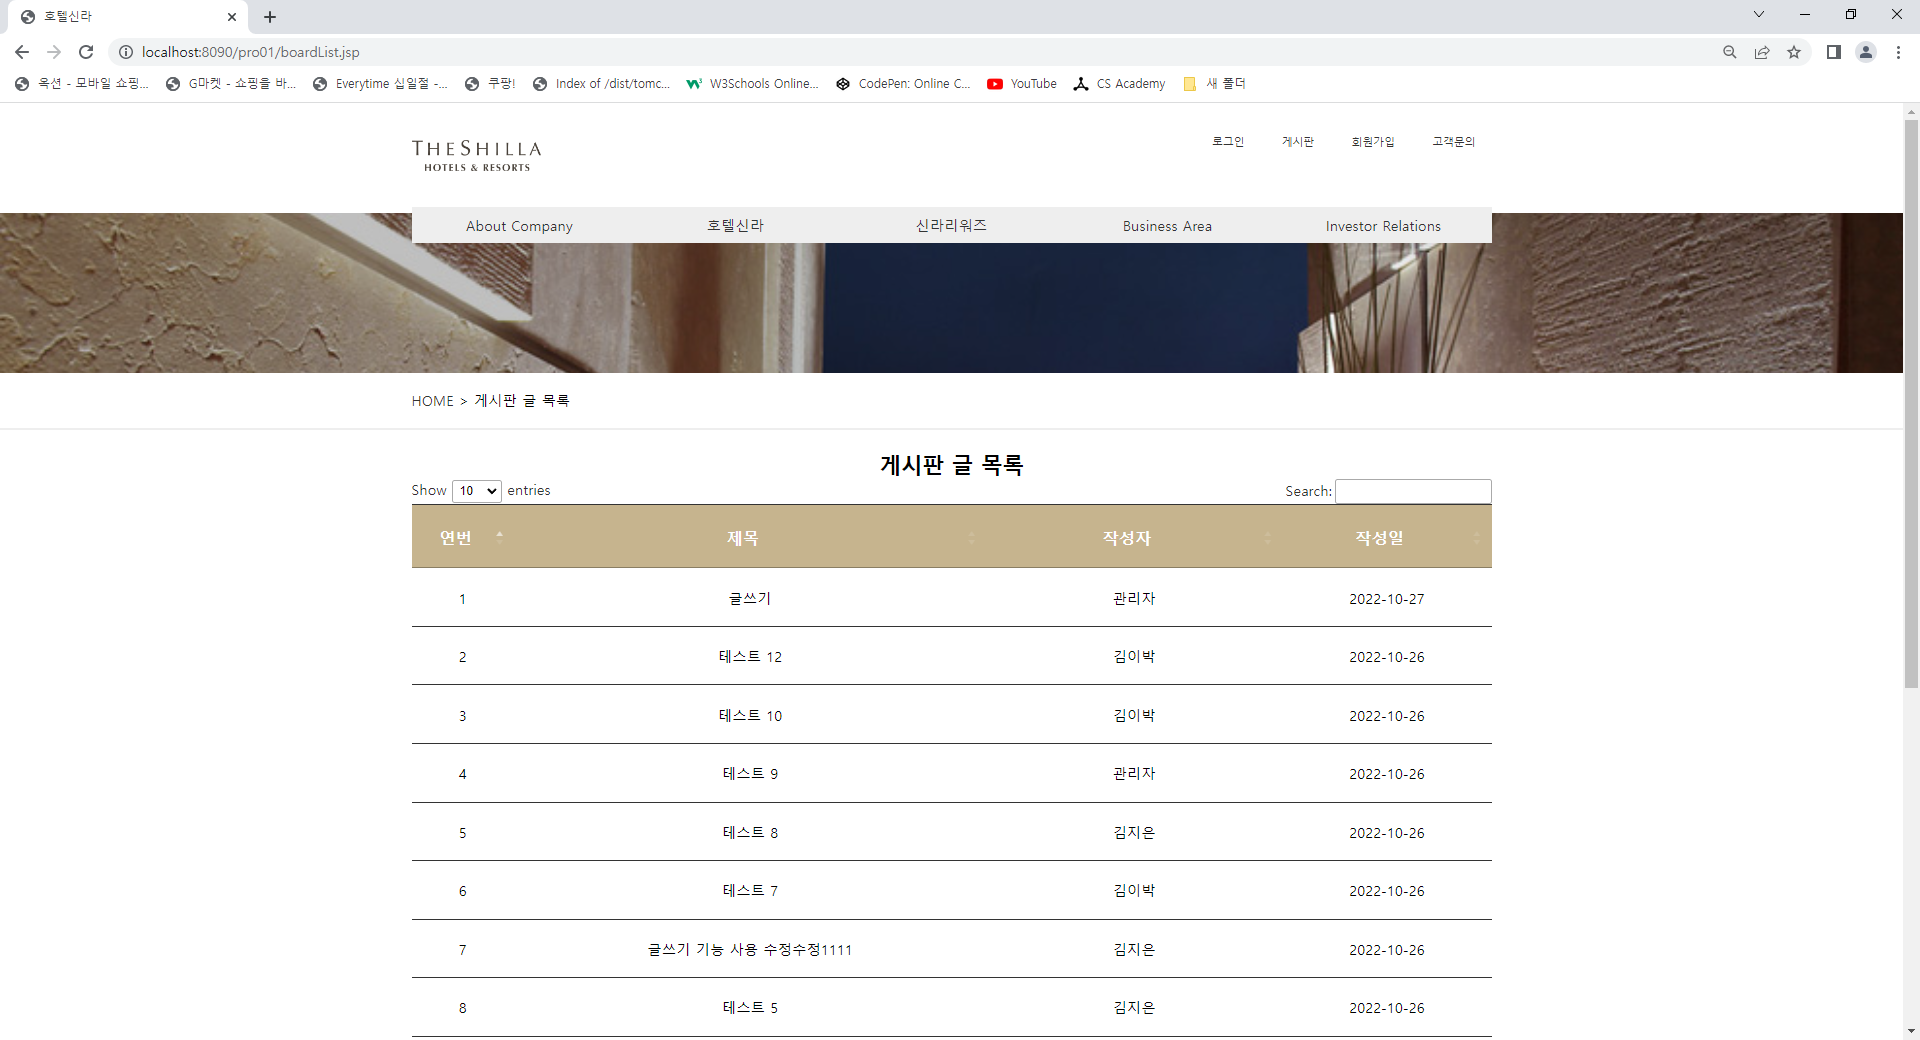 호텔신라
localhost:8090/pro01/boardList.jsp
옥션 - 모바일 쇼핑... G마켓 - 쇼핑을 바... Everytime 십일절 -... 쿠팡! Index of /dist/tomc... W3Schools Online... CodePen: Online C... YouTube CS Academy 새 폴더
THE SHILLA
HOTELS & RESORTS
로그인 게시판 회원가입 고객문의
About Company 호텔신라 신라리워즈 Business Area Investor Relations
HOME > 게시판 글 목록
게시판 글 목록
Show 10 entries Search:
연번 제목 작성자 작성일
1 글쓰기 관리자 2022-10-27
2 테스트 12 김이박 2022-10-26
3 테스트 10 김이박 2022-10-26
4 테스트 9 관리자 2022-10-26
5 테스트 8 김지은 2022-10-26
6 테스트 7 김이박 2022-10-26
7 글쓰기 기능 사용 수정수정1111 김지은 2022-10-26
8 테스트 5 김지은 2022-10-26